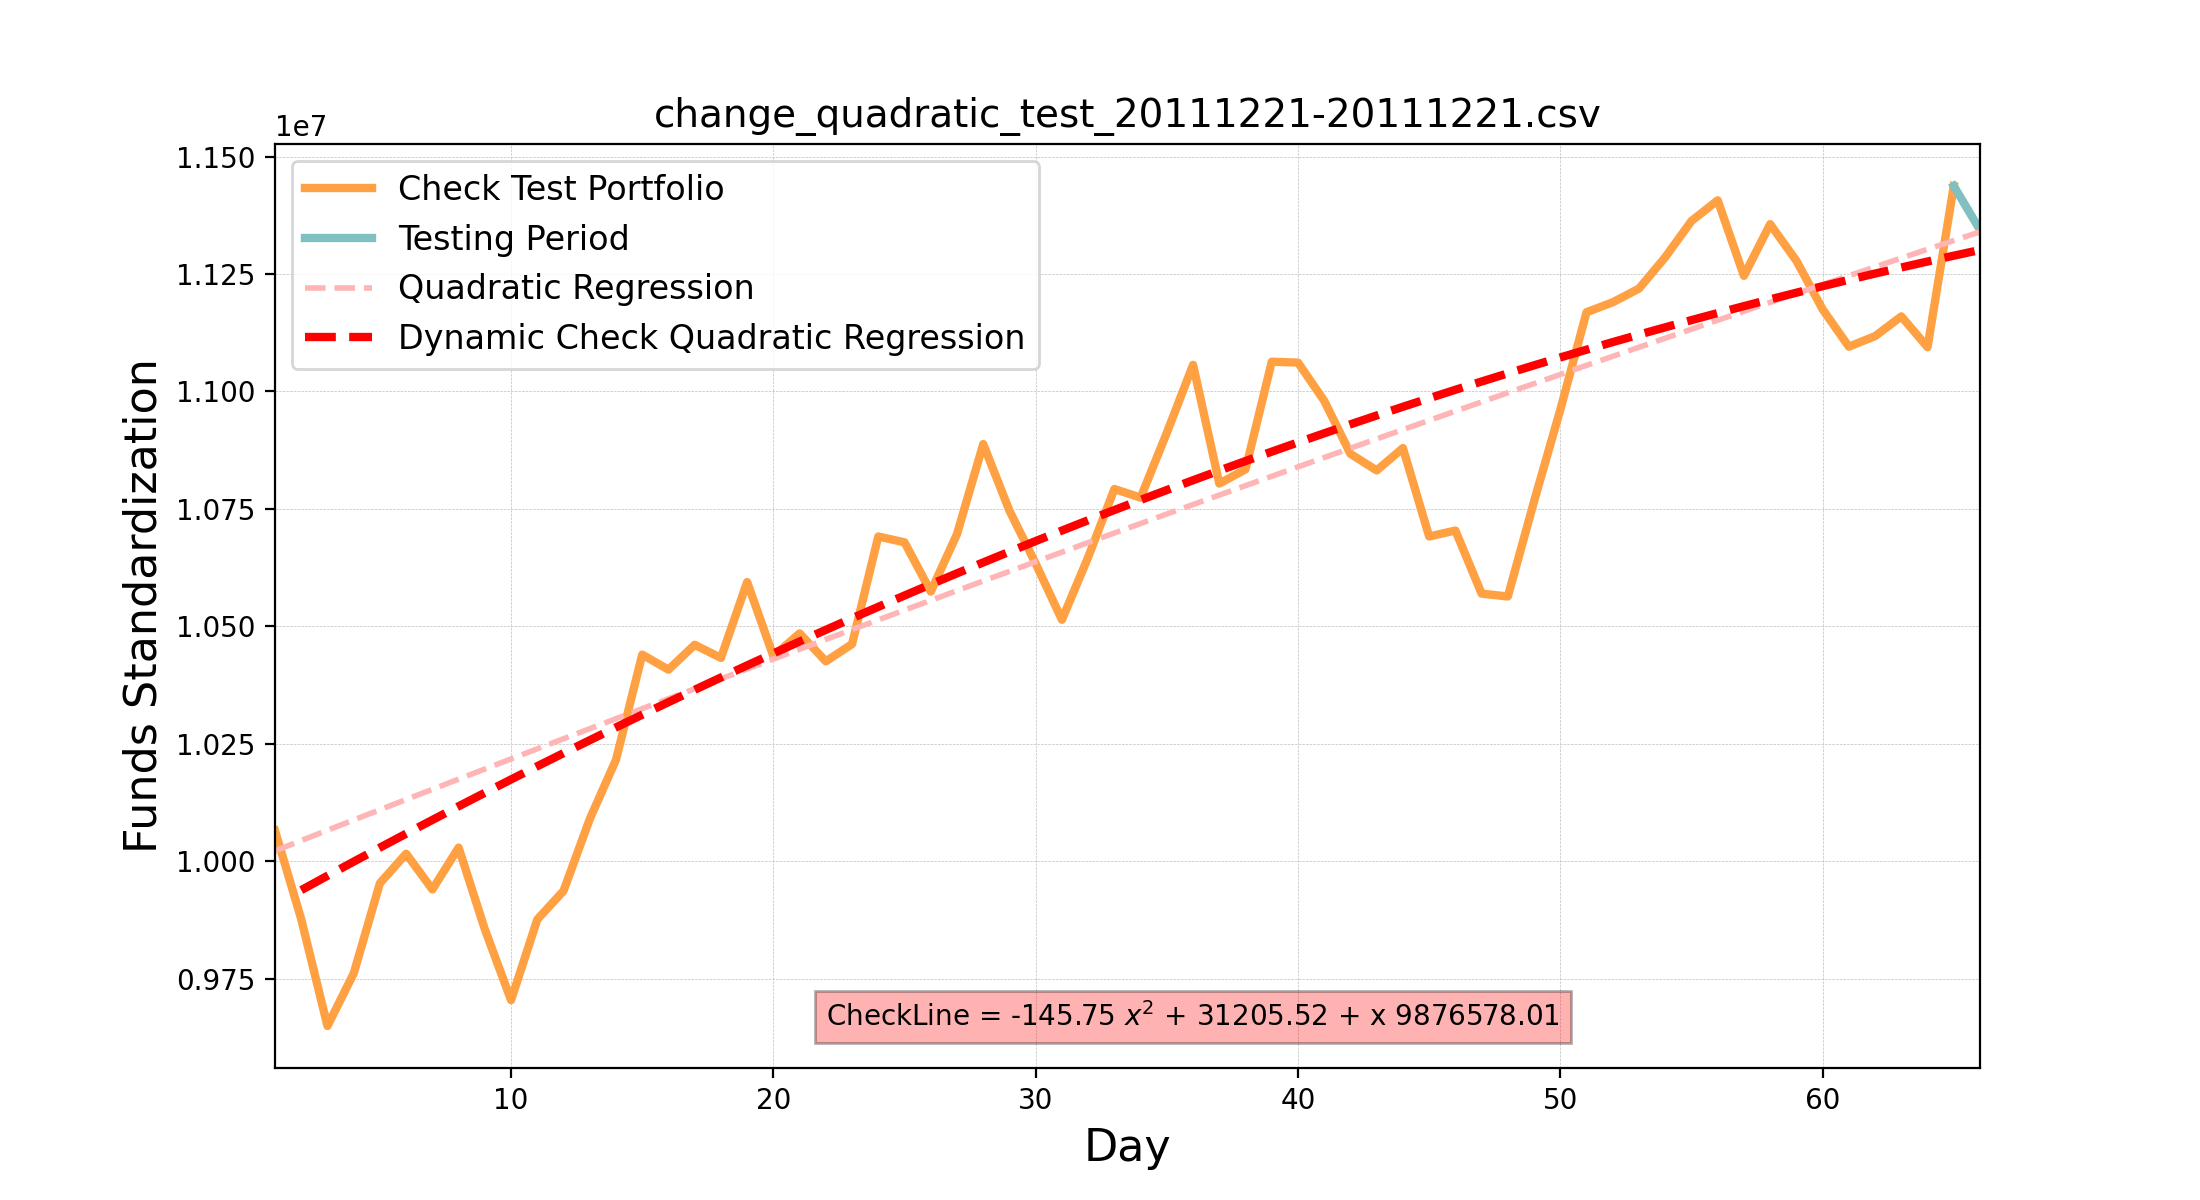 change_quadratic_test_20111221-20111221.csv
1e7
1.150
1.125
1.100
1.075
1.050
1.025
1.000
0.975
Funds Standardization
Check Test Portfolio
Testing Period
Quadratic Regression
Dynamic Check Quadratic Regression
CheckLine = -145.75 x² + 31205.52 + x 9876578.01
10 20 30 40 50 60
Day